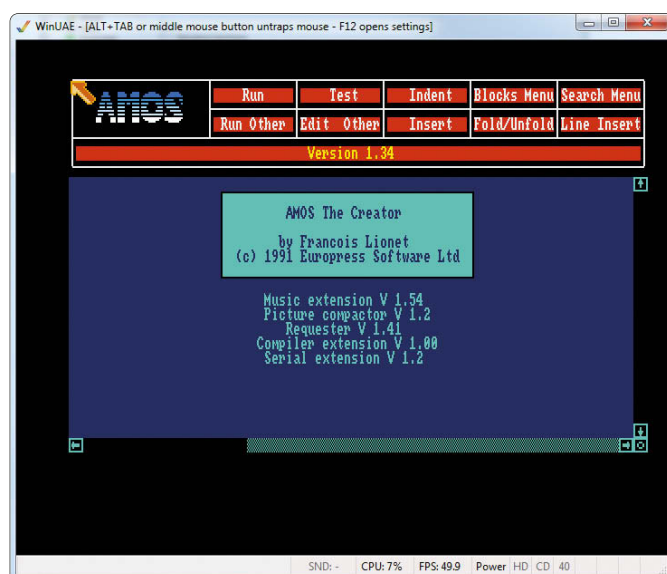 WinUAE - [ALT+TAB or middle mouse button untraps mouse - F12 opens settings]
AMOS
Run Test Indent Blocks Menu Search Menu
Run Other Edit Other Insert Fold/Unfold Line Insert
Version 1.34
AMOS The Creator
by Francois Lionet
(c) 1991 Europress Software Ltd
Music extension V 1.54
Picture compactor V 1.2
Requester V 1.41
Compiler extension V 1.00
Serial extension V 1.2
SND: - CPU: 7% FPS: 49.9 Power HD CD 40